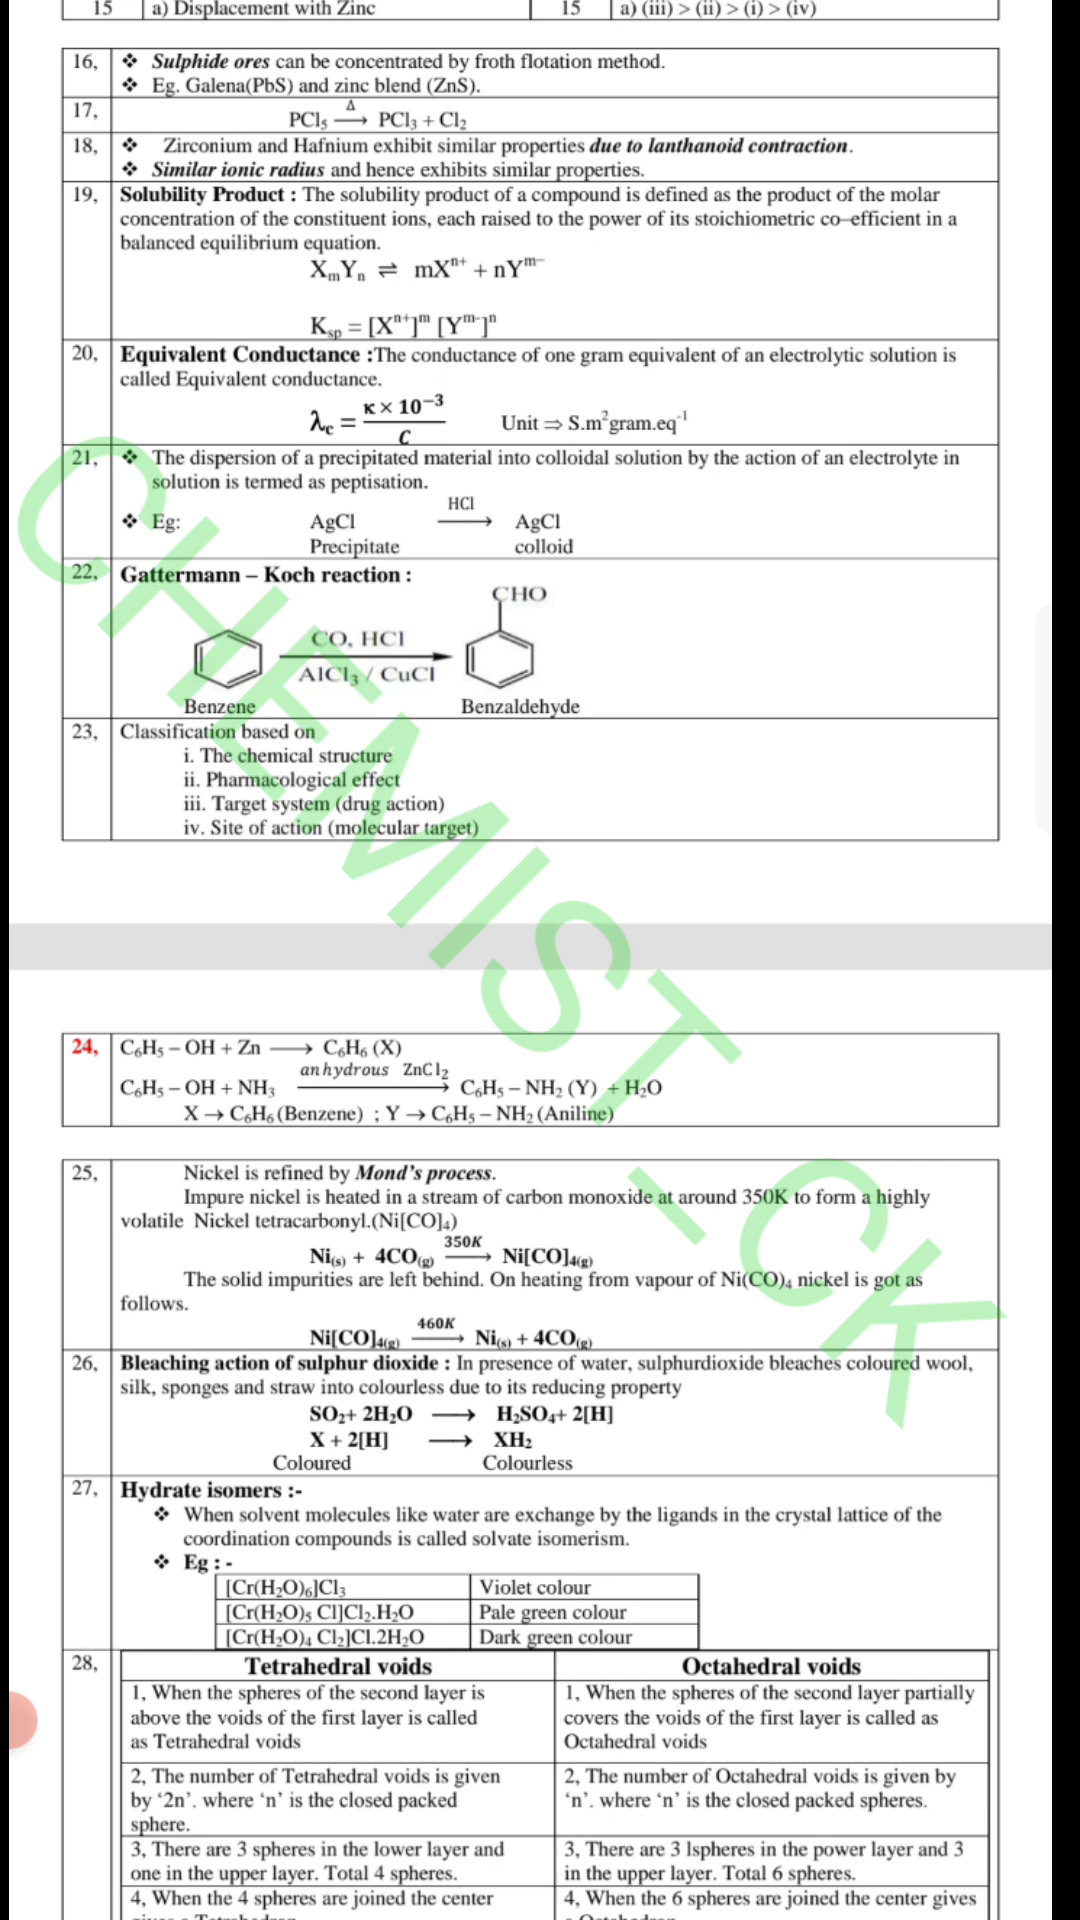 15 a) Displacement with Zinc 15 a) (iii) > (ii) > (i) > (iv)
16, ❖ Sulphide ores can be concentrated by froth flotation method.
❖ Eg. Galena(PbS) and zinc blend (ZnS).
17, PCl₅ —Δ→ PCl₃ + Cl₂
18, ❖ Zirconium and Hafnium exhibit similar properties due to lanthanoid contraction.
❖ Similar ionic radius and hence exhibits similar properties.
19, Solubility Product : The solubility product of a compound is defined as the product of the molar
concentration of the constituent ions, each raised to the power of its stoichiometric co–efficient in a
balanced equilibrium equation.
XₘYₙ ⇌ mXⁿ⁺ + nYᵐ⁻
Kₛₚ = [Xⁿ⁺]ᵐ [Yᵐ⁻]ⁿ
20, Equivalent Conductance :The conductance of one gram equivalent of an electrolytic solution is
called Equivalent conductance.
κ × 10⁻³
λc = Unit ⇒ S.m²gram.eq⁻¹
C
21, ❖ The dispersion of a precipitated material into colloidal solution by the action of an electrolyte in
solution is termed as peptisation.
HCl
❖ Eg: AgCl → AgCl
Precipitate colloid
22, Gattermann – Koch reaction :
CHO
CO, HCl
AlCl₃ / CuCl
Benzene Benzaldehyde
23, Classification based on
i. The chemical structure
ii. Pharmacological effect
iii. Target system (drug action)
iv. Site of action (molecular target)
CHEMIST - CK
24, C₆H₅ – OH + Zn → C₆H₆ (X)
anhydrous ZnCl₂
C₆H₅ – OH + NH₃ → C₆H₅ – NH₂ (Y) + H₂O
X → C₆H₆ (Benzene) ; Y → C₆H₅ – NH₂ (Aniline)
25, Nickel is refined by Mond's process.
Impure nickel is heated in a stream of carbon monoxide at around 350K to form a highly
volatile Nickel tetracarbonyl.(Ni[CO]₄)
350K
Ni(s) + 4CO(g) → Ni[CO]₄(g)
The solid impurities are left behind. On heating from vapour of Ni(CO)₄ nickel is got as
follows.
460K
Ni[CO]₄(g) → Ni(s) + 4CO(g)
26, Bleaching action of sulphur dioxide : In presence of water, sulphurdioxide bleaches coloured wool,
silk, sponges and straw into colourless due to its reducing property
SO₂+ 2H₂O → H₂SO₄+ 2[H]
X + 2[H] → XH₂
Coloured Colourless
27, Hydrate isomers :-
❖ When solvent molecules like water are exchange by the ligands in the crystal lattice of the
coordination compounds is called solvate isomerism.
❖ Eg : -
[Cr(H₂O)₆]Cl₃ Violet colour
[Cr(H₂O)₅ Cl]Cl₂.H₂O Pale green colour
[Cr(H₂O)₄ Cl₂]Cl.2H₂O Dark green colour
28, Tetrahedral voids Octahedral voids
1, When the spheres of the second layer is 1, When the spheres of the second layer partially
above the voids of the first layer is called covers the voids of the first layer is called as
as Tetrahedral voids Octahedral voids
2, The number of Tetrahedral voids is given 2, The number of Octahedral voids is given by
by '2n'. where 'n' is the closed packed 'n'. where 'n' is the closed packed spheres.
sphere.
3, There are 3 spheres in the lower layer and 3, There are 3 lspheres in the power layer and 3
one in the upper layer. Total 4 spheres. in the upper layer. Total 6 spheres.
4, When the 4 spheres are joined the center 4, When the 6 spheres are joined the center gives